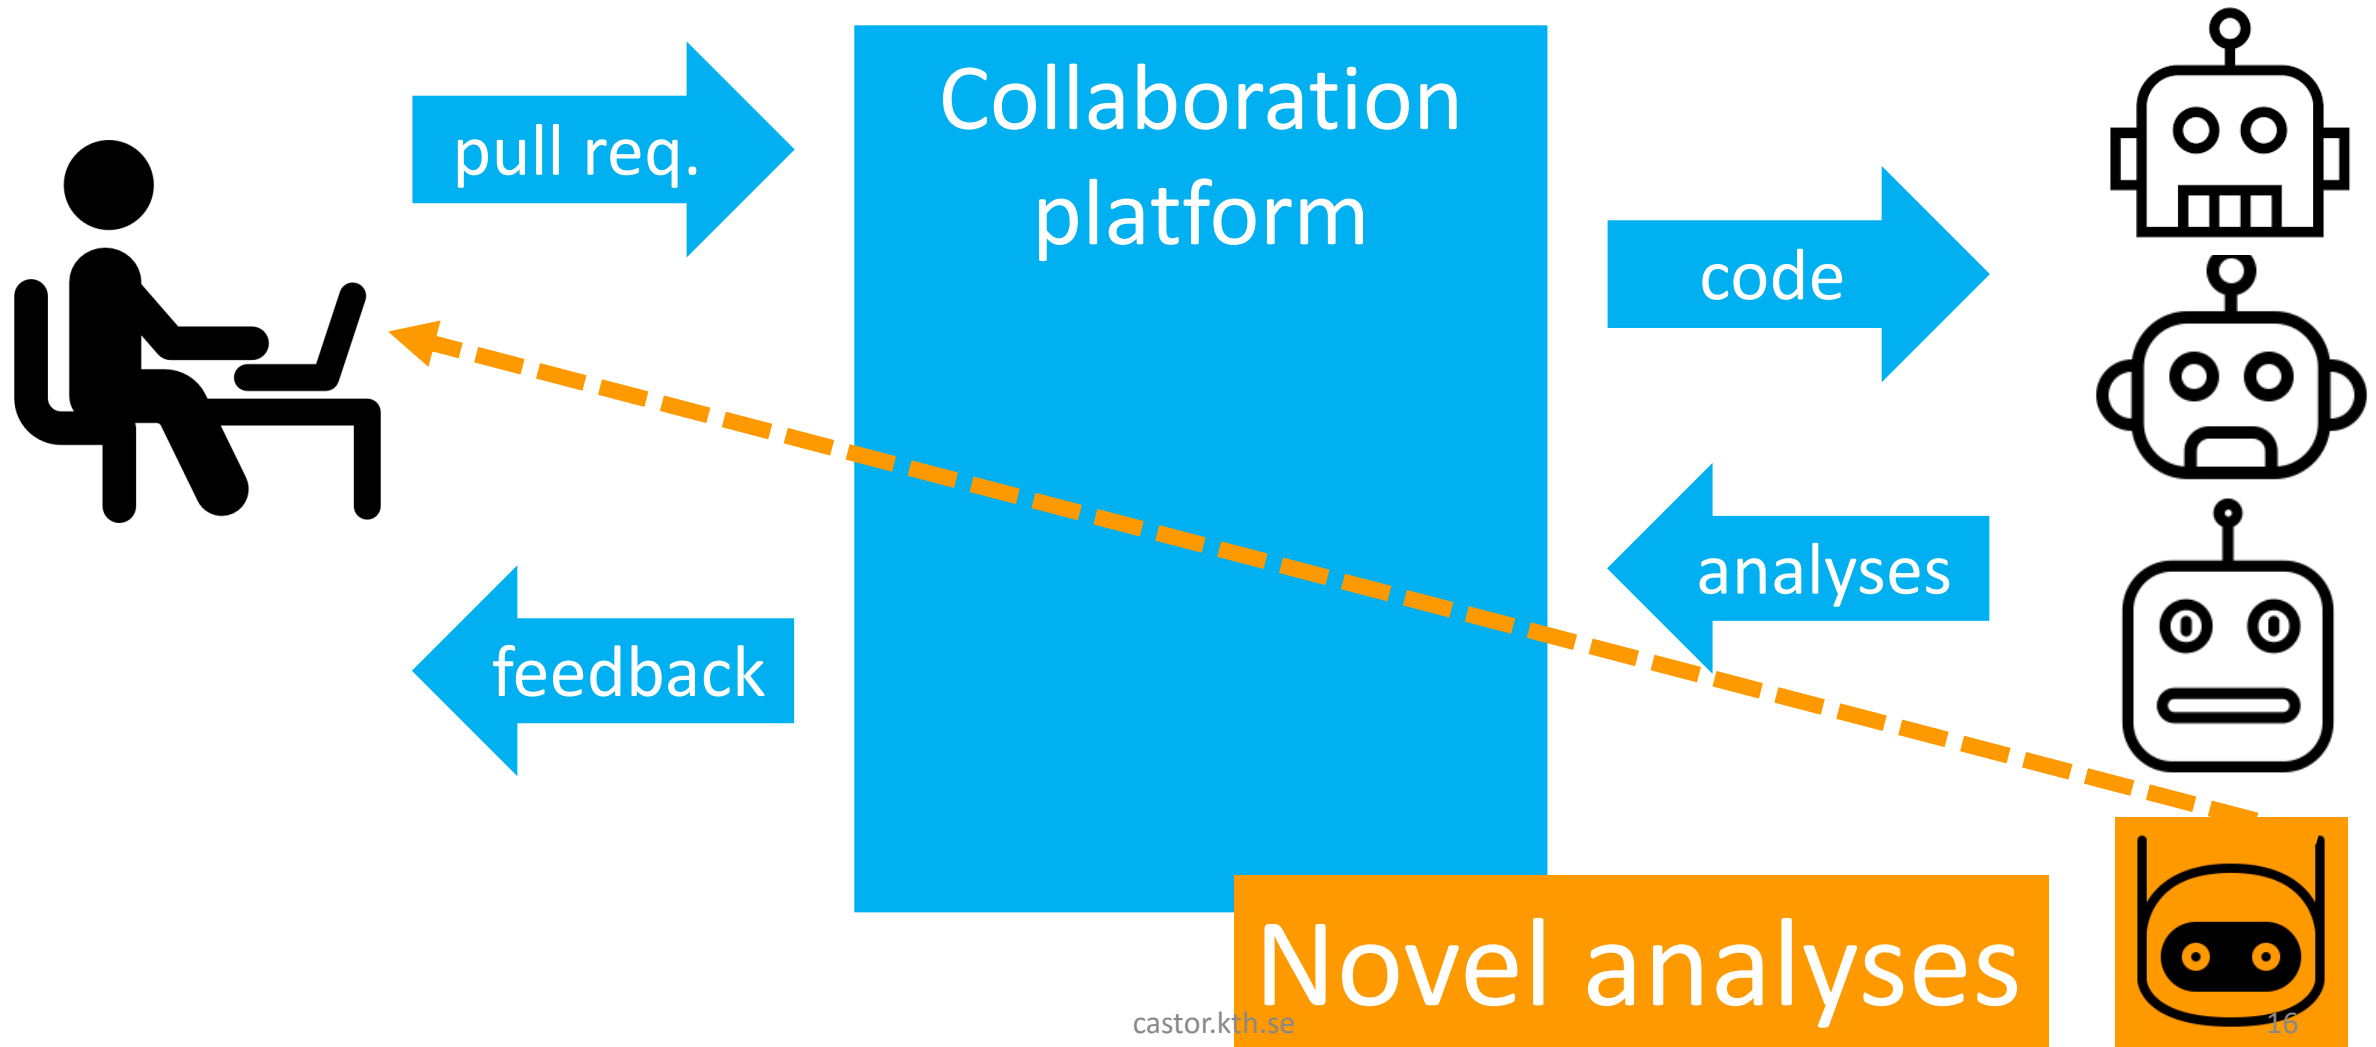 pull req.
Collaboration
platform
code
analyses
feedback
Novel analyses
castor.kth.se
16